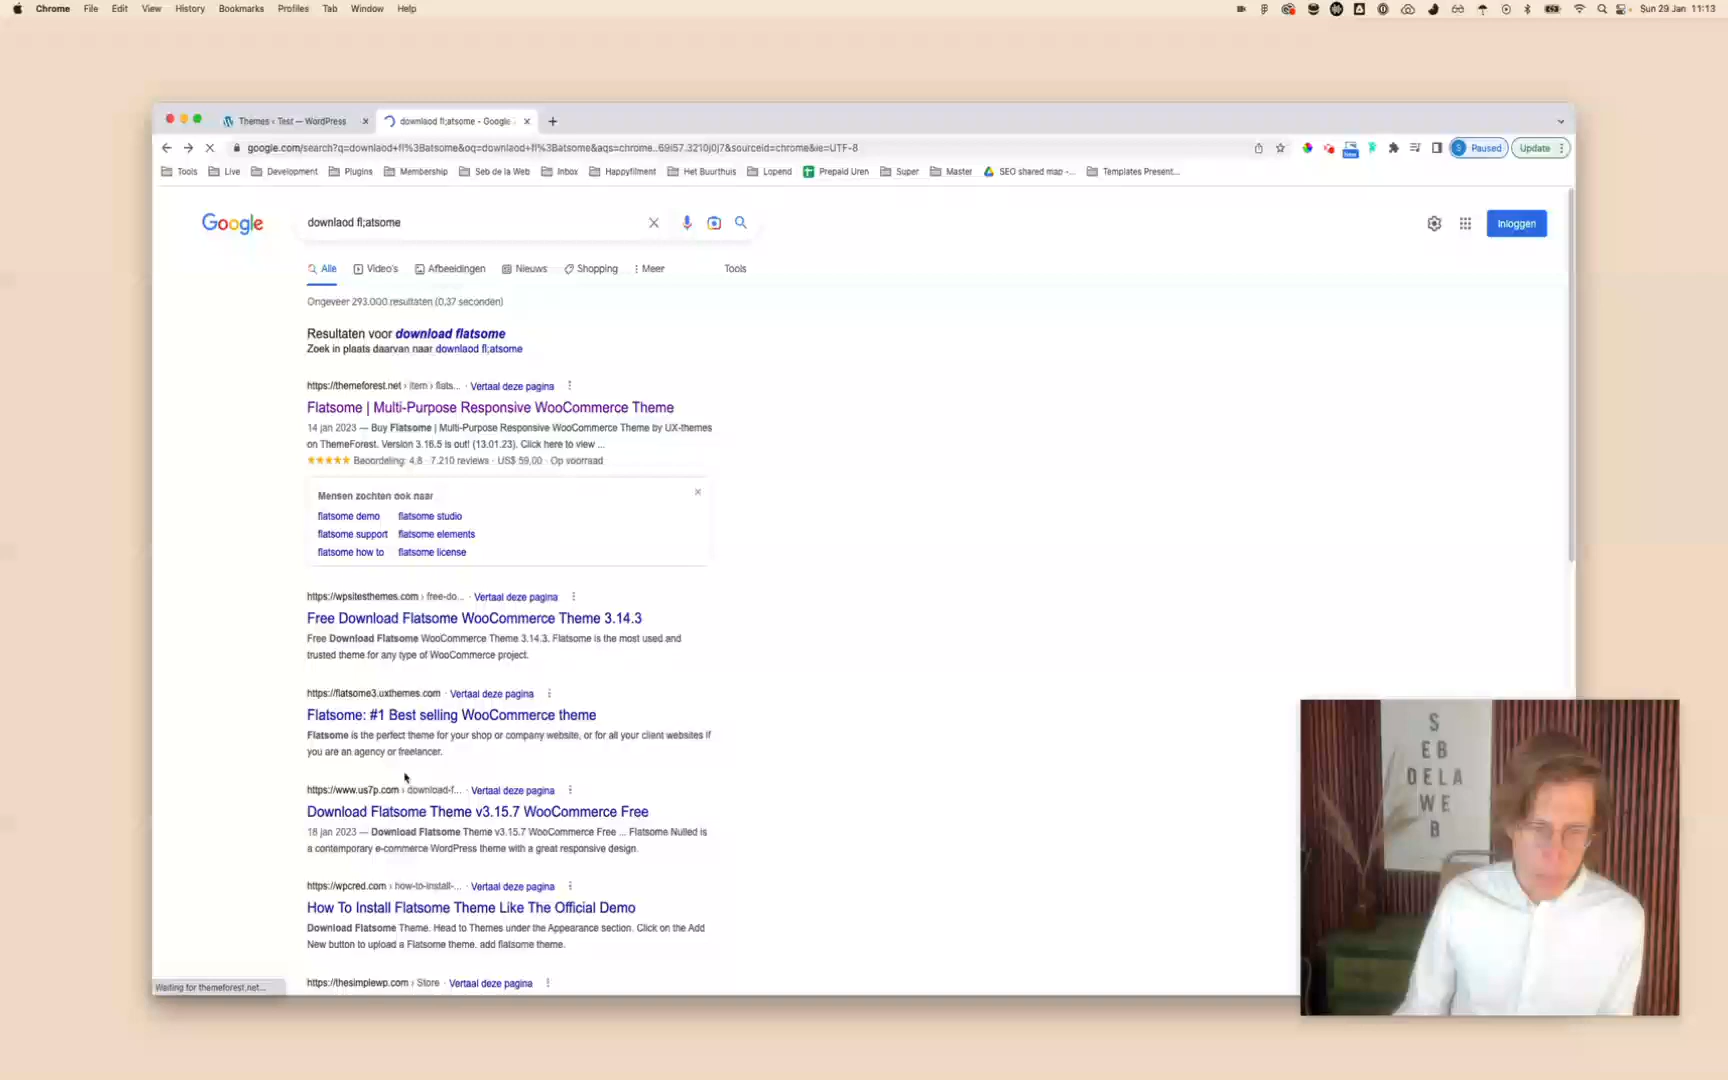 Chrome File Edit View History Bookmarks Profiles Tab Window Help
Sun 29 Jan 11:13
Themes ‹ Test — WordPress
downlaod fl;atsome - Google
google.com/search?q=downlaod+fl%3Batsome&oq=downlaod+fl%3Batsome&aqs=chrome..69i57.3210j0j7&sourceid=chrome&ie=UTF-8
New
S Paused
Update
Tools Live Development Plugins Membership Seb de la Web Inbox Happyfilment Het Buurthuis Lopend Prepaid Uren Super Master SEO shared map -... Templates Present...
Google
downlaod fl;atsome
Inloggen
Alle Video's Afbeeldingen Nieuws Shopping Meer Tools
Ongeveer 293.000 resultaten (0,37 seconden)
Resultaten voor download flatsome
Zoek in plaats daarvan naar downlaod fl;atsome
https://themeforest.net › item › flats... · Vertaal deze pagina
Flatsome | Multi-Purpose Responsive WooCommerce Theme
14 jan 2023 — Buy Flatsome | Multi-Purpose Responsive WooCommerce Theme by UX-themes
on ThemeForest. Version 3.16.5 is out! (13.01.23). Click here to view ...
★★★★★ Beoordeling: 4,8 · 7.210 reviews · US$ 59,00 · Op voorraad
Mensen zochten ook naar
flatsome demo flatsome studio
flatsome support flatsome elements
flatsome how to flatsome license
https://wpsitesthemes.com › free-do... · Vertaal deze pagina
Free Download Flatsome WooCommerce Theme 3.14.3
Free Download Flatsome WooCommerce Theme 3.14.3. Flatsome is the most used and
trusted theme for any type of WooCommerce project.
https://flatsome3.uxthemes.com · Vertaal deze pagina
Flatsome: #1 Best selling WooCommerce theme
Flatsome is the perfect theme for your shop or company website, or for all your client websites if
you are an agency or freelancer.
https://www.us7p.com › download-f... · Vertaal deze pagina
Download Flatsome Theme v3.15.7 WooCommerce Free
18 jan 2023 — Download Flatsome Theme v3.15.7 WooCommerce Free ... Flatsome Nulled is
a contemporary e-commerce WordPress theme with a great responsive design.
https://wpcred.com › how-to-install-... · Vertaal deze pagina
How To Install Flatsome Theme Like The Official Demo
Download Flatsome Theme. Head to Themes under the Appearance section. Click on the Add
New button to upload a Flatsome theme. add flatsome theme.
https://thesimplewp.com › Store · Vertaal deze pagina
Waiting for themeforest.net...
S
EB
DELA
WE
B